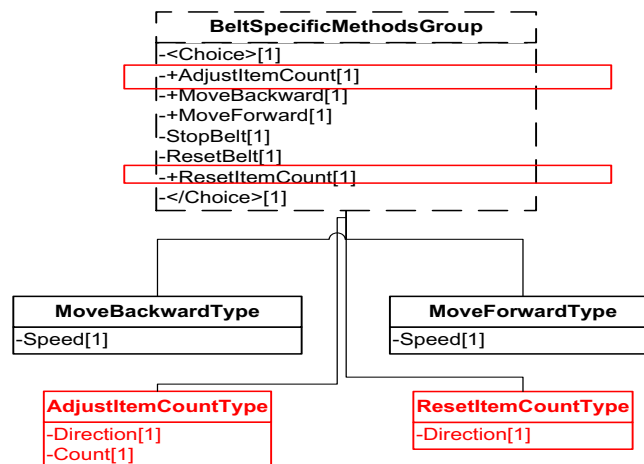 BeltSpecificMethodsGroup
-<Choice>[1]
-+AdjustItemCount[1]
-+MoveBackward[1]
-+MoveForward[1]
-StopBelt[1]
-ResetBelt[1]
-+ResetItemCount[1]
-</Choice>[1]
MoveBackwardType
-Speed[1]
MoveForwardType
-Speed[1]
AdjustItemCountType
-Direction[1]
-Count[1]
ResetItemCountType
-Direction[1]